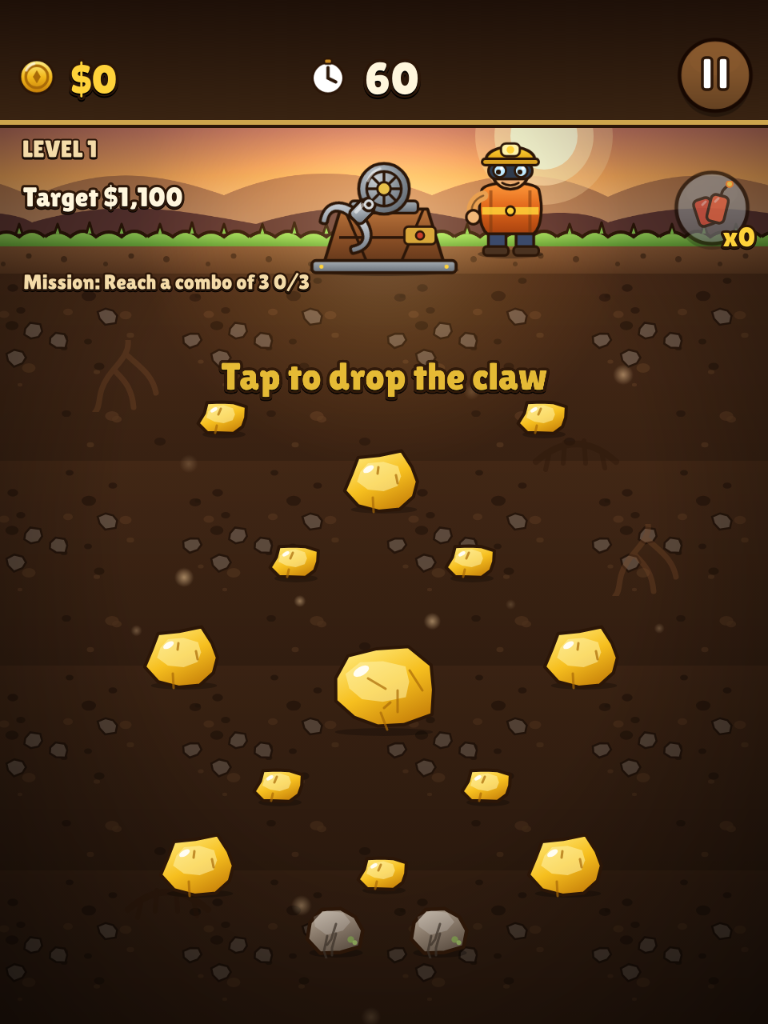 $0
60
LEVEL 1
Target $1,100
x0
Mission: Reach a combo of 3 0/3
Tap to drop the claw